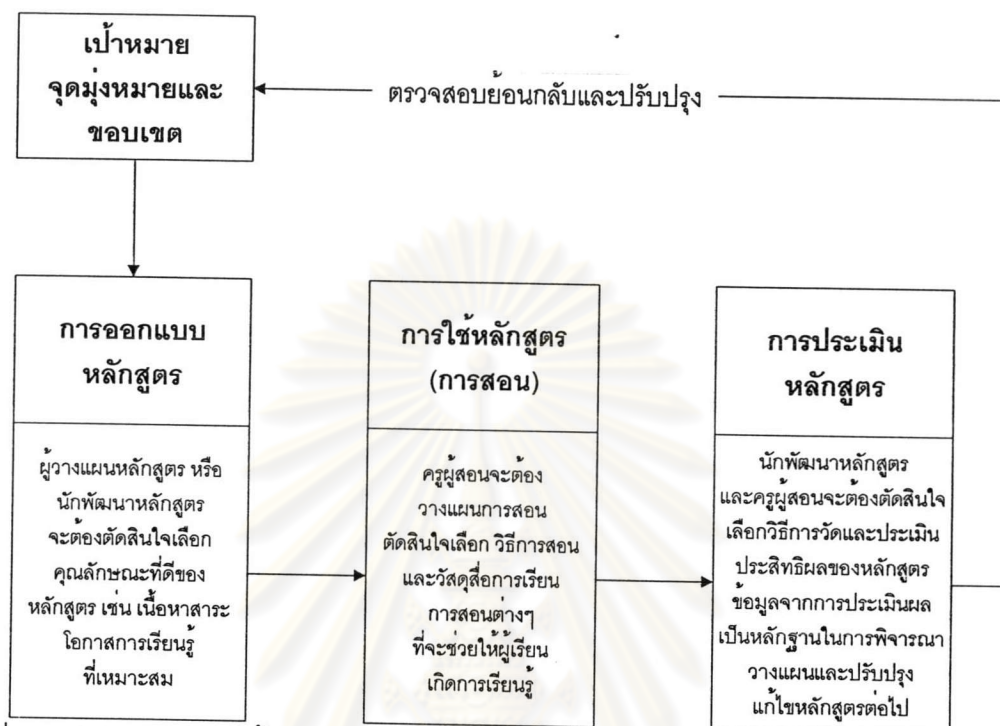 เป้าหมาย
จุดมุ่งหมายและ
ขอบเขต
ตรวจสอบย้อนกลับและปรับปรุง
การออกแบบ
หลักสูตร
ผู้วางแผนหลักสูตร หรือ
นักพัฒนาหลักสูตร
จะต้องตัดสินใจเลือก
คุณลักษณะที่ดีของ
หลักสูตร เช่น เนื้อหาสาระ
โอกาสการเรียนรู้
ที่เหมาะสม
การใช้หลักสูตร
(การสอน)
ครูผู้สอนจะต้อง
วางแผนการสอน
ตัดสินใจเลือก วิธีการสอน
และวัสดุสื่อการเรียน
การสอนต่างๆ
ที่จะช่วยให้ผู้เรียน
เกิดการเรียนรู้
การประเมิน
หลักสูตร
นักพัฒนาหลักสูตร
และครูผู้สอนจะต้องตัดสินใจ
เลือกวิธีการวัดและประเมิน
ประสิทธิผลของหลักสูตร
ข้อมูลจากการประเมินผล
เป็นหลักฐานในการพิจารณา
วางแผนและปรับปรุง
แก้ไขหลักสูตรต่อไป